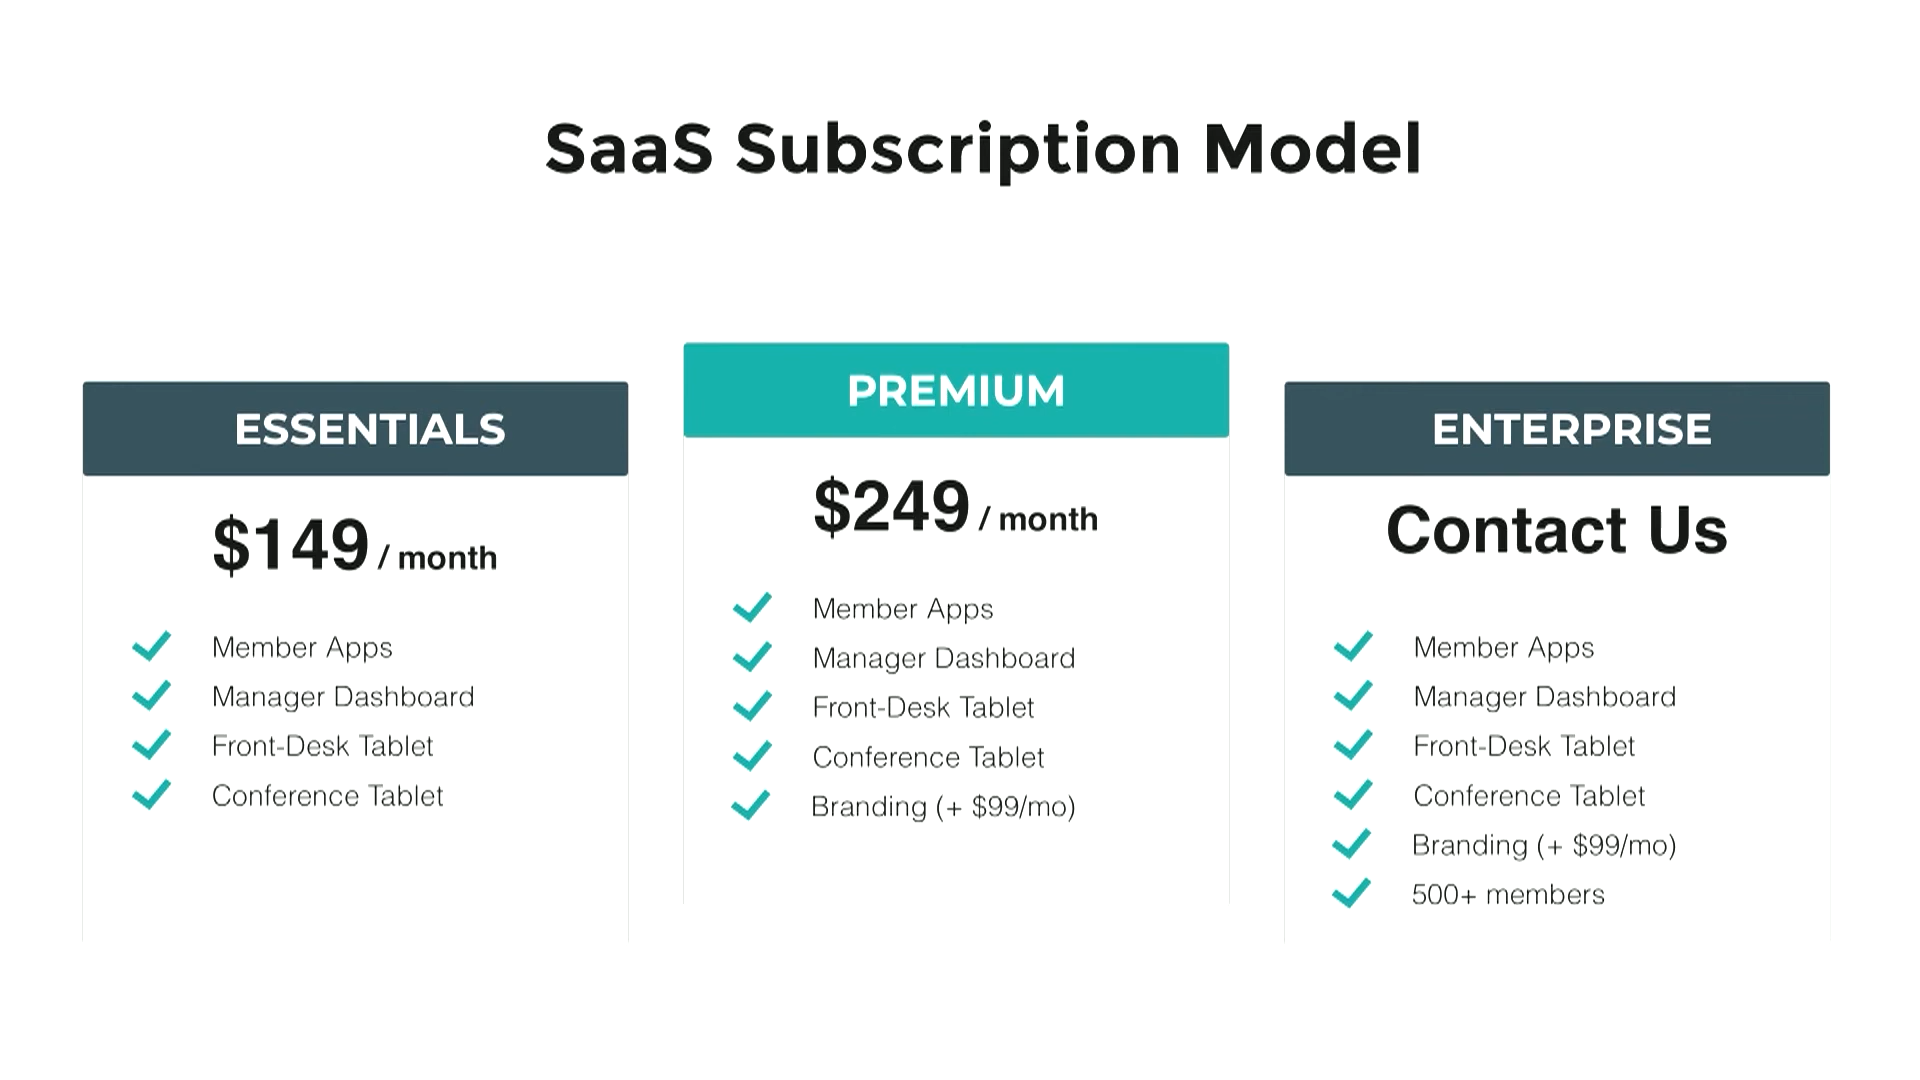 SaaS Subscription Model
ESSENTIALS
$149 / month
Member Apps
Manager Dashboard
Front-Desk Tablet
Conference Tablet
PREMIUM
$249 / month
Member Apps
Manager Dashboard
Front-Desk Tablet
Conference Tablet
Branding (+ $99/mo)
ENTERPRISE
Contact Us
Member Apps
Manager Dashboard
Front-Desk Tablet
Conference Tablet
Branding (+ $99/mo)
500+ members